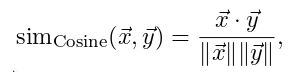 sim_Cosine(x⃗, y⃗) = x⃗ · y⃗ / ‖x⃗‖‖y⃗‖,